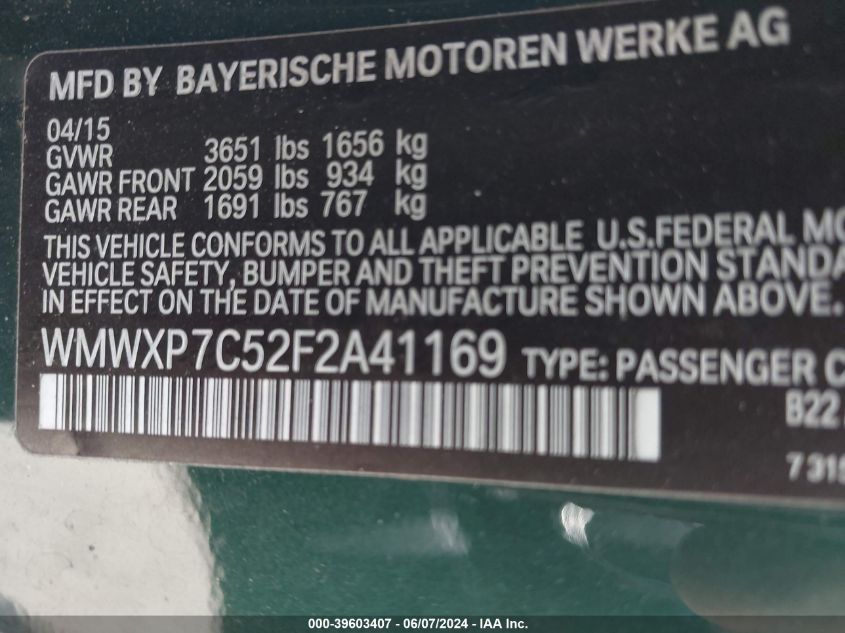 MFD BY BAYERISCHE MOTOREN WERKE AG
04/15
GVWR 3651 lbs 1656 kg
GAWR FRONT 2059 lbs 934 kg
GAWR REAR 1691 lbs 767 kg
THIS VEHICLE CONFORMS TO ALL APPLICABLE U.S.FEDERAL MO
VEHICLE SAFETY, BUMPER AND THEFT PREVENTION STANDA
IN EFFECT ON THE DATE OF MANUFACTURE SHOWN ABOVE.
WMWXP7C52F2A41169 TYPE: PASSENGER C
B22
7 319
000-39603407 | 06/07/2024 | IAA Inc.